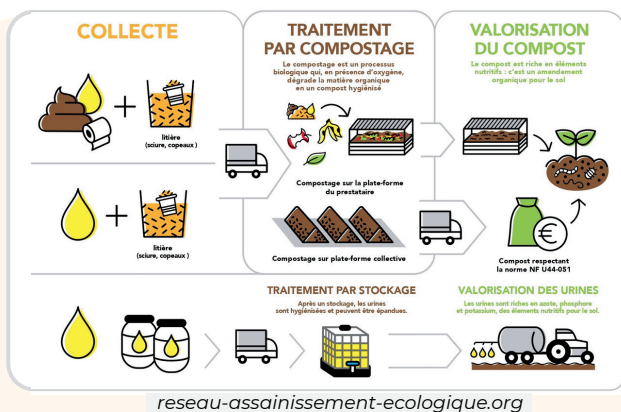 COLLECTE
TRAITEMENT
PAR COMPOSTAGE
Le compostage est un processus
biologique qui, en présence d'oxygène,
dégrade la matière organique
en un compost hygiénisé
VALORISATION
DU COMPOST
Le compost est riche en éléments
nutritifs : c'est un amendement
organique pour le sol
litière
(sciure, copeaux )
Compostage sur la plate-forme
du prestataire
litière
(sciure, copeaux )
Compostage sur plate-forme collective
€
Compost respectant
la norme NF U44-051
TRAITEMENT PAR STOCKAGE
Après un stockage, les urines
sont hygiénisées et peuvent être épandues.
VALORISATION DES URINES
Les urines sont riches en azote, phosphore
et potassium, des élements nutritifs pour le sol.
reseau-assainissement-ecologique.org